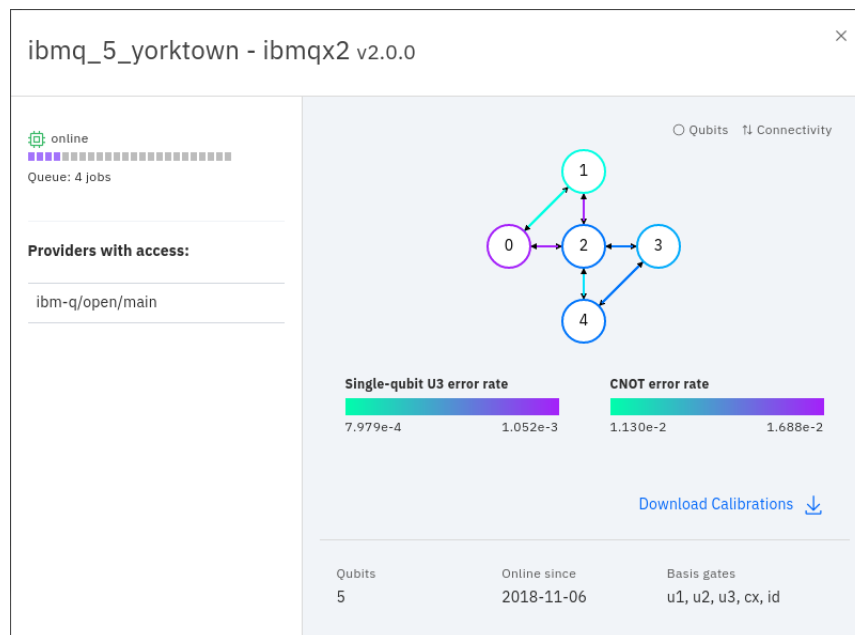 ibmq_5_yorktown - ibmqx2 v2.0.0
online
Queue: 4 jobs
Providers with access:
ibm-q/open/main
Qubits Connectivity
1
0 2 3
4
Single-qubit U3 error rate
7.979e-4 1.052e-3
CNOT error rate
1.130e-2 1.688e-2
Download Calibrations
Qubits
5
Online since
2018-11-06
Basis gates
u1, u2, u3, cx, id